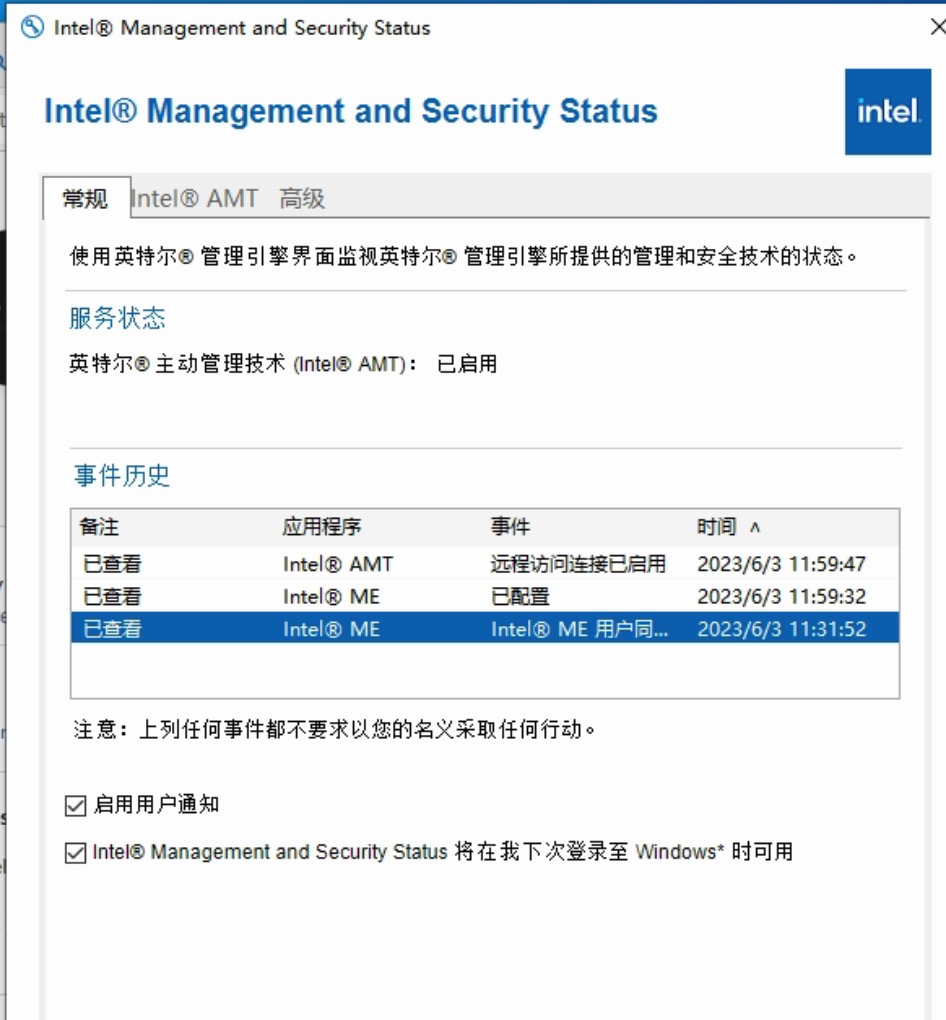 Intel® Management and Security Status
Intel® Management and Security Status
intel.
常规 Intel® AMT 高级
使用英特尔® 管理引擎界面监视英特尔® 管理引擎所提供的管理和安全技术的状态。
服务状态
英特尔® 主动管理技术 (Intel® AMT)： 已启用
事件历史
备注 应用程序 事件 时间
已查看 Intel® AMT 远程访问连接已启用 2023/6/3 11:59:47
已查看 Intel® ME 已配置 2023/6/3 11:59:32
已查看 Intel® ME Intel® ME 用户同... 2023/6/3 11:31:52
注意：上列任何事件都不要求以您的名义采取任何行动。
启用用户通知
Intel® Management and Security Status 将在我下次登录至 Windows* 时可用